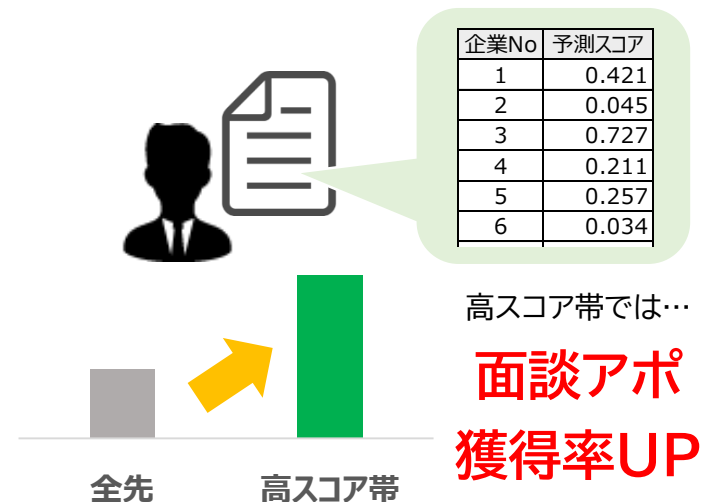 企業No 予測スコア
1 0.421
2 0.045
3 0.727
4 0.211
5 0.257
6 0.034
高スコア帯では…
面談アポ
獲得率UP
全先 高スコア帯